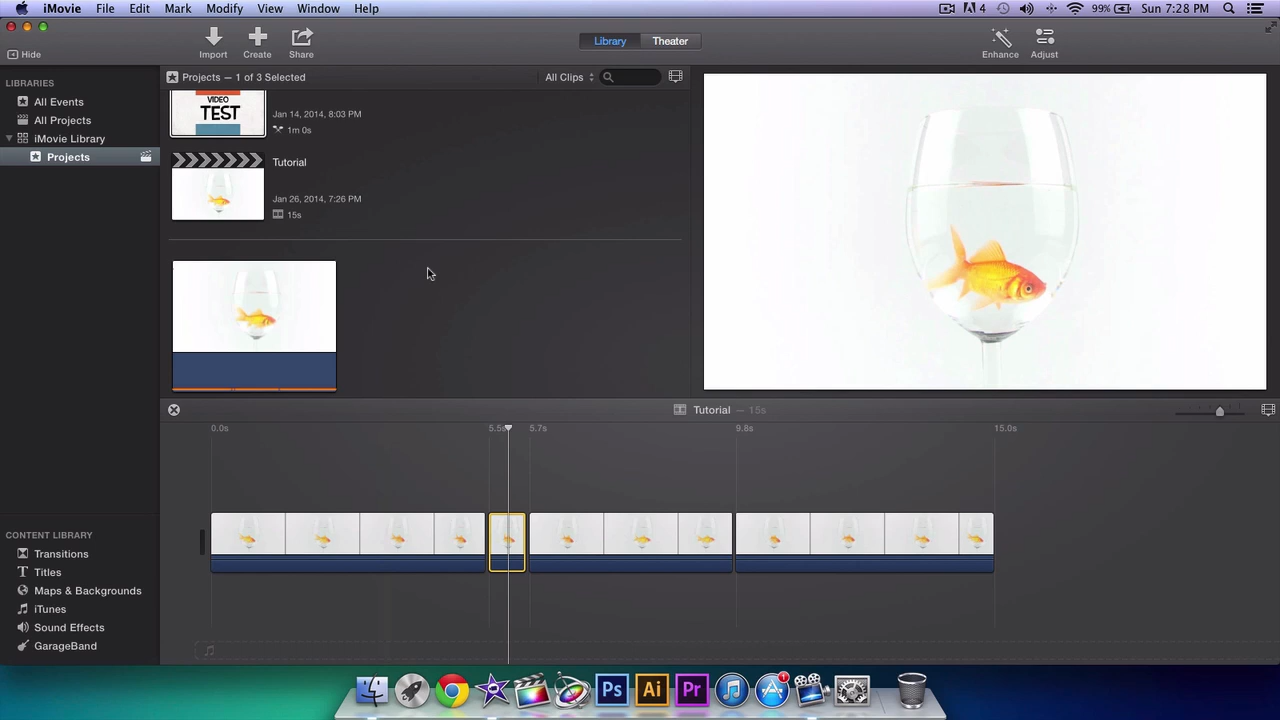 iMovie File Edit Mark Modify View Window Help
4 99% Sun 7:28 PM
Hide Import Create Share Library Theater Enhance Adjust
LIBRARIES
All Events
All Projects
iMovie Library
Projects
Projects — 1 of 3 Selected All Clips
VIDEO
TEST
Jan 14, 2014, 8:03 PM
1m 0s
Tutorial
Jan 26, 2014, 7:26 PM
15s
Tutorial — 15s
0.0s 5.5s 5.7s 9.8s 15.0s
CONTENT LIBRARY
Transitions
Titles
Maps & Backgrounds
iTunes
Sound Effects
GarageBand
Ps Ai Pr 1